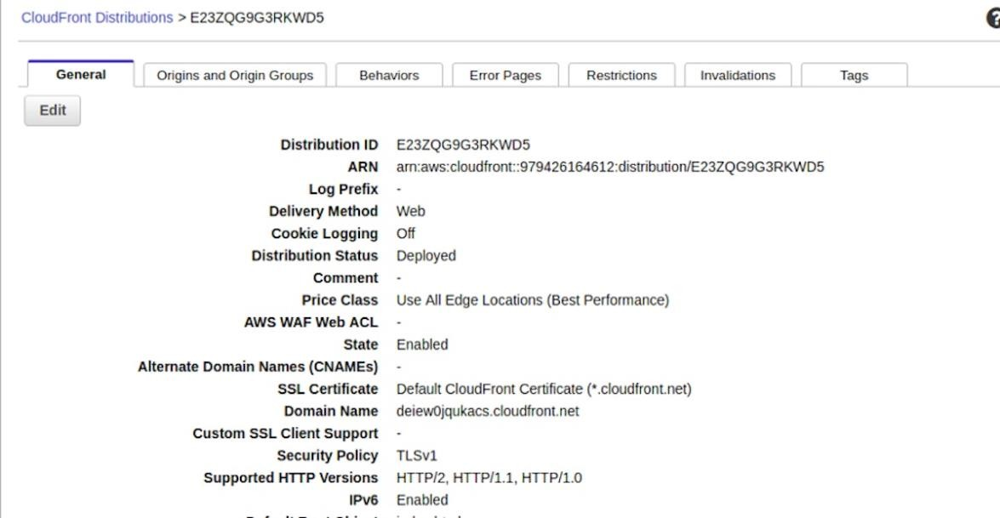 CloudFront Distributions > E23ZQG9G3RKWD5
General Origins and Origin Groups Behaviors Error Pages Restrictions Invalidations Tags
Edit
Distribution ID E23ZQG9G3RKWD5
ARN arn:aws:cloudfront::979426164612:distribution/E23ZQG9G3RKWD5
Log Prefix -
Delivery Method Web
Cookie Logging Off
Distribution Status Deployed
Comment -
Price Class Use All Edge Locations (Best Performance)
AWS WAF Web ACL -
State Enabled
Alternate Domain Names (CNAMEs) -
SSL Certificate Default CloudFront Certificate (*.cloudfront.net)
Domain Name deiew0jqukacs.cloudfront.net
Custom SSL Client Support -
Security Policy TLSv1
Supported HTTP Versions HTTP/2, HTTP/1.1, HTTP/1.0
IPv6 Enabled